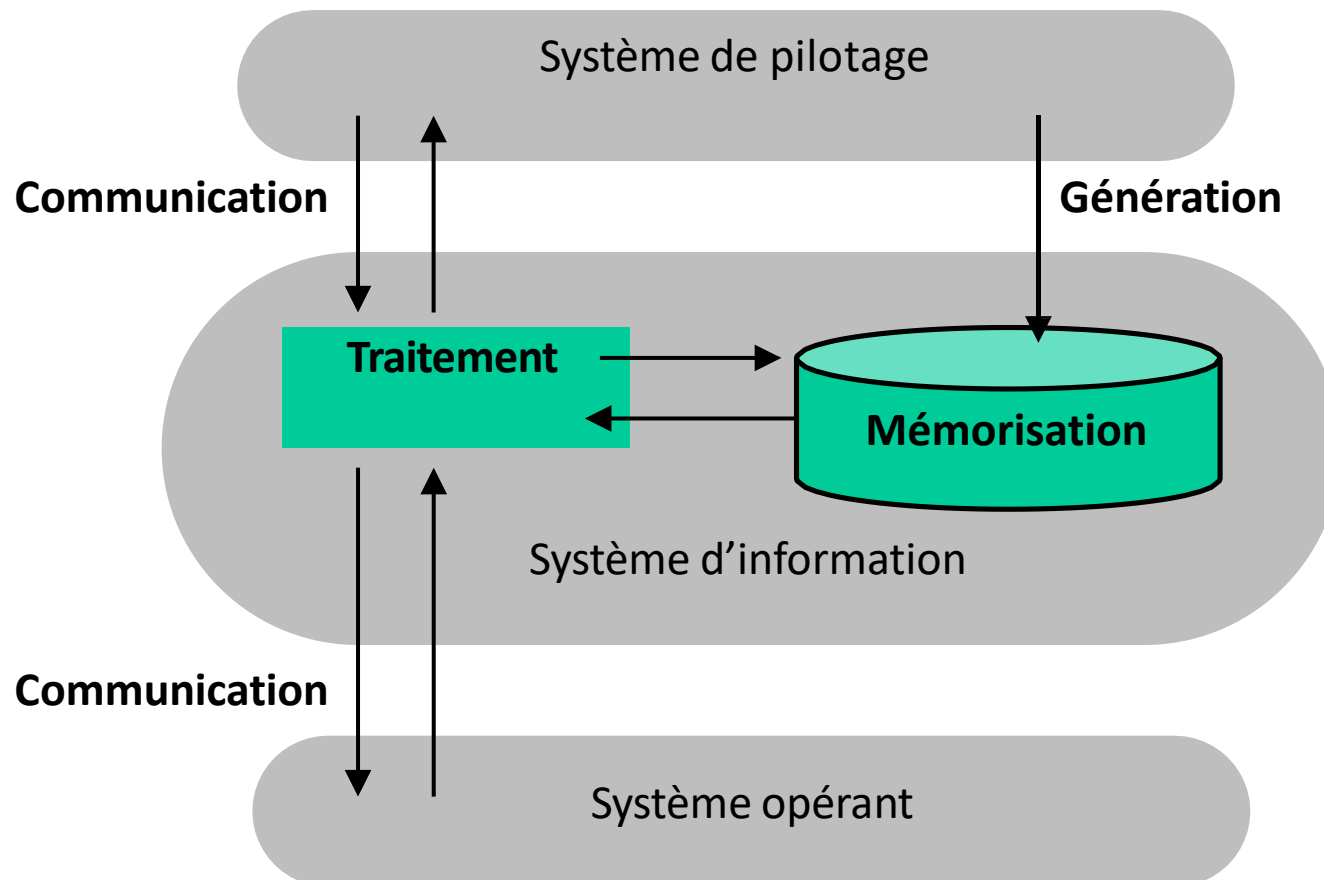 Système de pilotage
Communication
Génération
Traitement
Mémorisation
Système d’information
Communication
Système opérant